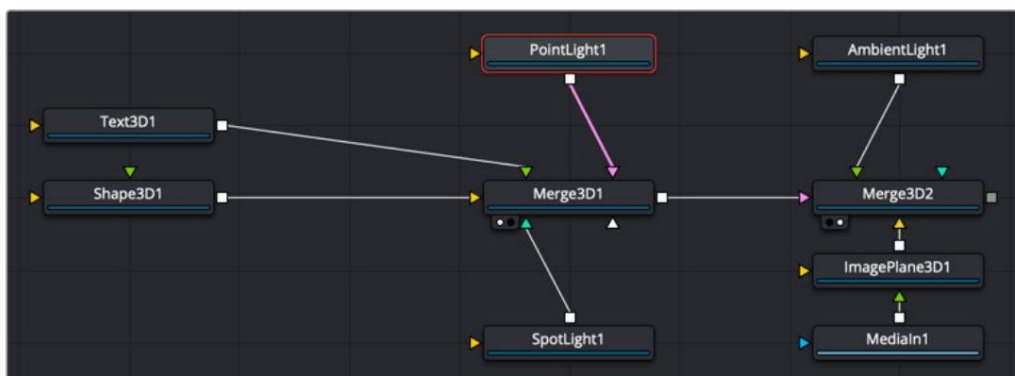 PointLight1
AmbientLight1
Text3D1
Shape3D1
Merge3D1
Merge3D2
ImagePlane3D1
SpotLight1
MediaIn1